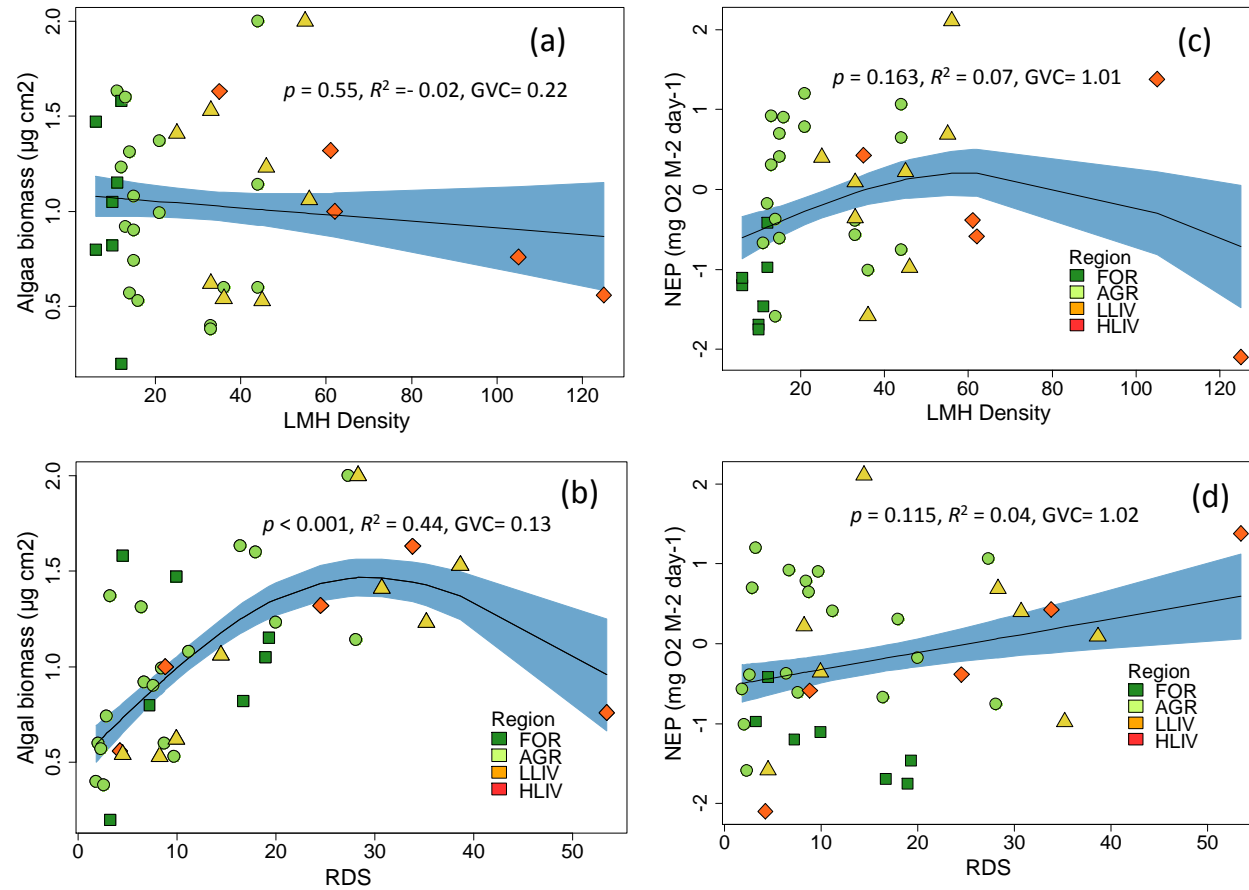 (a)
p = 0.55, R2 =- 0.02, GVC= 0.22
Algaa biomass (µg cm2)
2.0
1.5
1.0
0.5
20 40 60 80 100 120
LMH Density
(c)
p = 0.163, R2 = 0.07, GVC= 1.01
NEP (mg O2 M-2 day-1)
2
1
0
1
-2
Region
FOR
AGR
LLIV
HLIV
20 40 60 80 100 120
LMH Density
(b)
p < 0.001, R2 = 0.44, GVC= 0.13
Algal biomass (µg cm2)
2.0
1.5
1.0
0.5
Region
FOR
AGR
LLIV
HLIV
0 10 20 30 40 50
RDS
(d)
p = 0.115, R2 = 0.04, GVC= 1.02
NEP (mg O2 M-2 day-1)
2
1
0
1
-2
Region
FOR
AGR
LLIV
HLIV
0 10 20 30 40 50
RDS